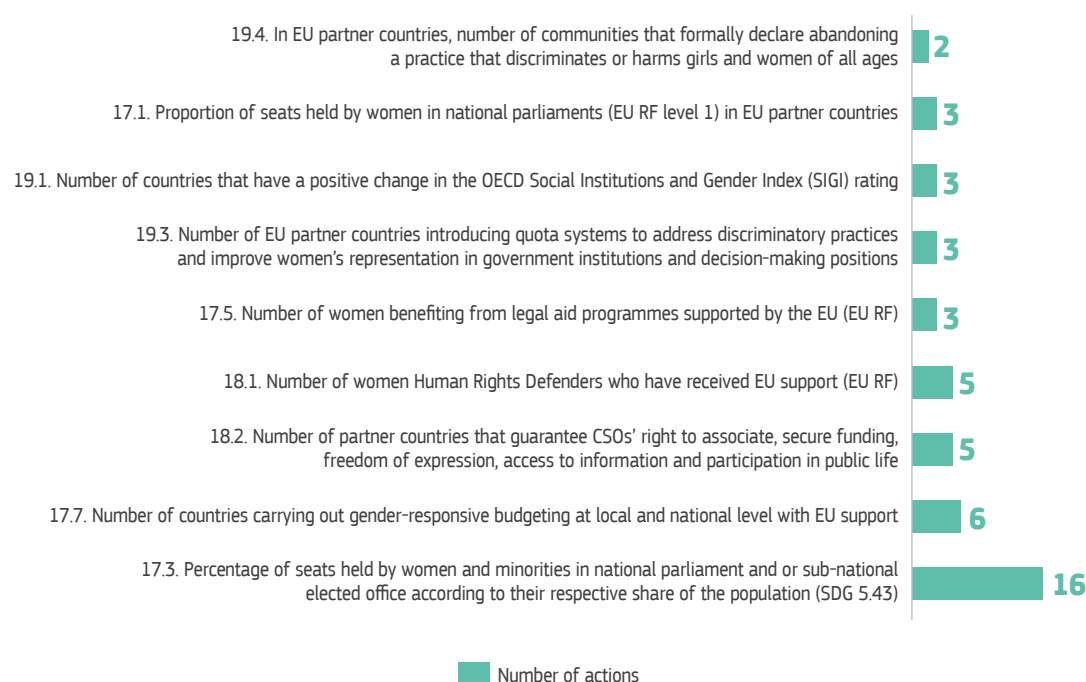 19.4. In EU partner countries, number of communities that formally declare abandoning
a practice that discriminates or harms girls and women of all ages
2
17.1. Proportion of seats held by women in national parliaments (EU RF level 1) in EU partner countries
3
19.1. Number of countries that have a positive change in the OECD Social Institutions and Gender Index (SIGI) rating
3
19.3. Number of EU partner countries introducing quota systems to address discriminatory practices
and improve women's representation in government institutions and decision-making positions
3
17.5. Number of women benefiting from legal aid programmes supported by the EU (EU RF)
3
18.1. Number of women Human Rights Defenders who have received EU support (EU RF)
5
18.2. Number of partner countries that guarantee CSOs' right to associate, secure funding,
freedom of expression, access to information and participation in public life
5
17.7. Number of countries carrying out gender-responsive budgeting at local and national level with EU support
6
17.3. Percentage of seats held by women and minorities in national parliament and or sub-national
elected office according to their respective share of the population (SDG 5.43)
16
Number of actions